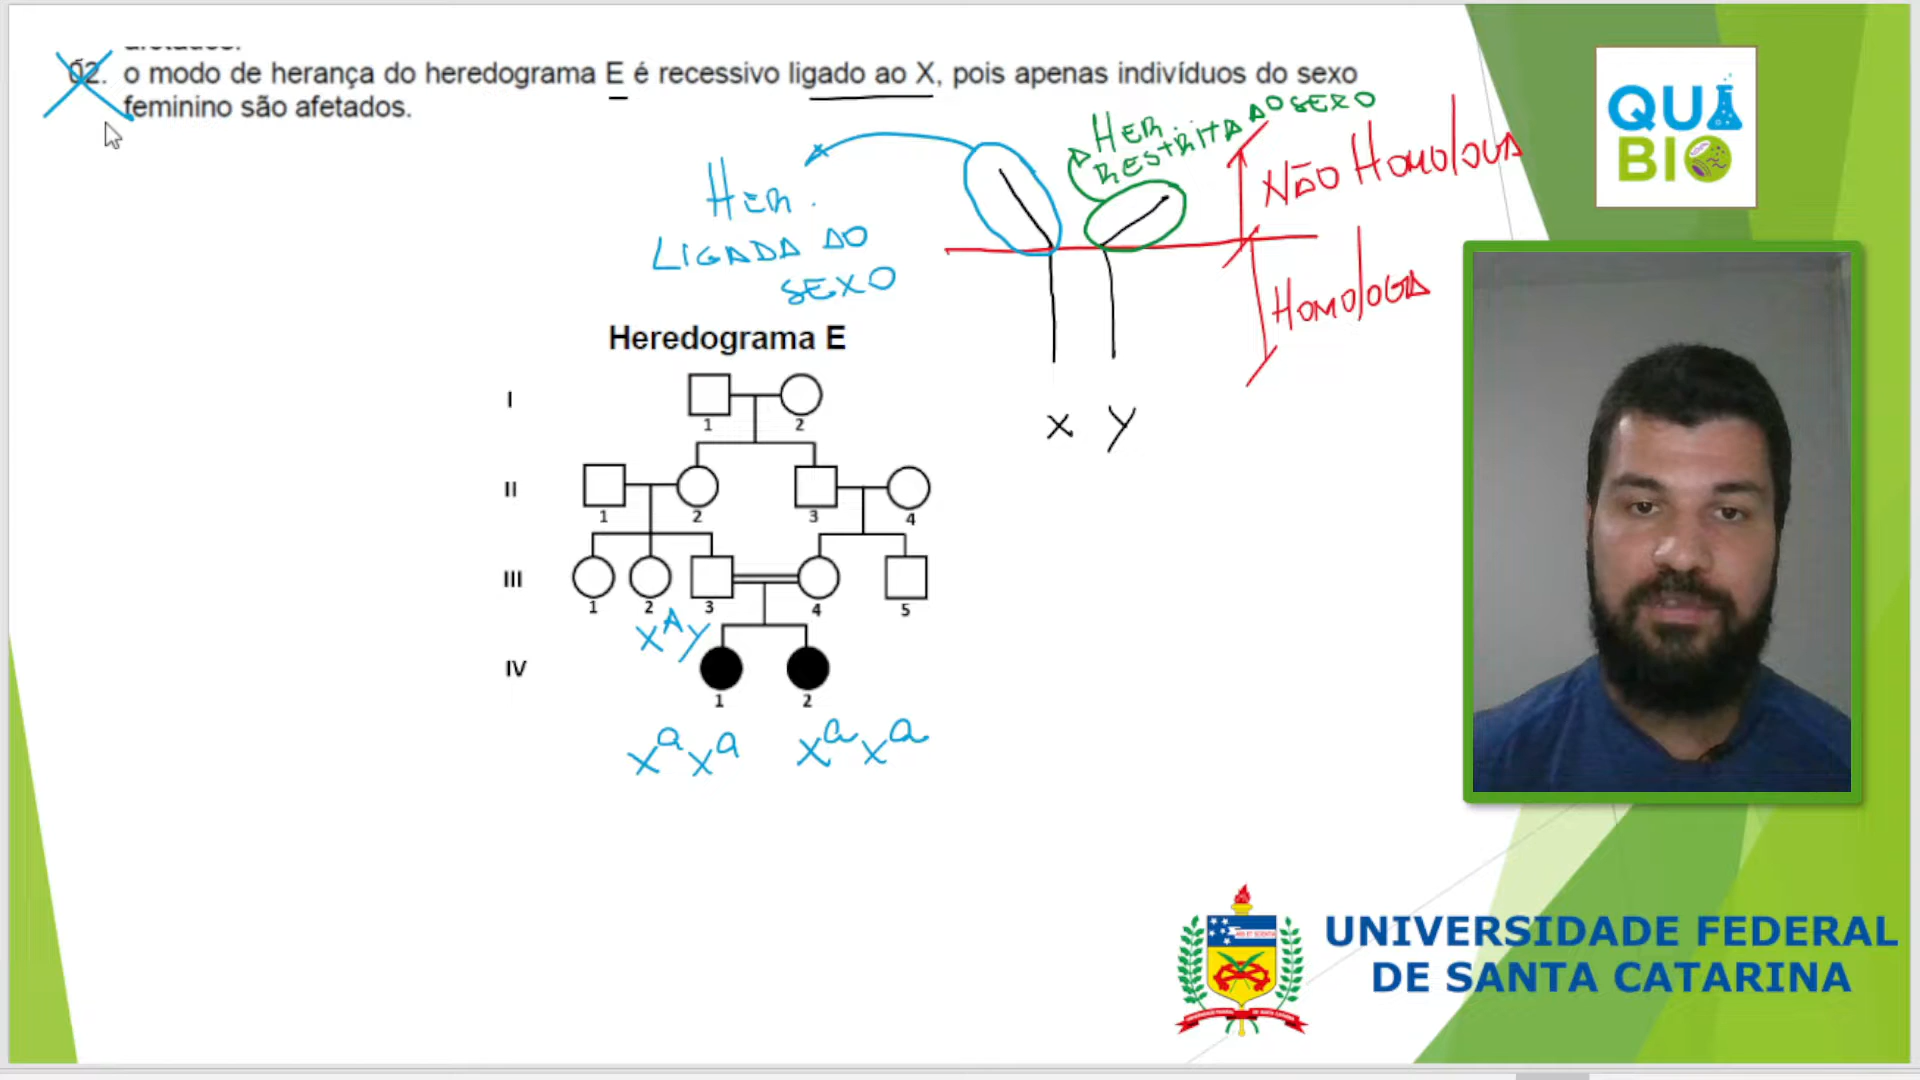 02. o modo de herança do heredograma E é recessivo ligado ao X, pois apenas indivíduos do sexo
feminino são afetados.
QUI
BIO
HER.
RESTRITA AO SEXO
NÃO HOMOLOGA
HER.
LIGADA AO
SEXO
HOMOLOGA
Heredograma E
I
1 2
X Y
II
1 2 3 4
III
1 2 3 4 5
X^A Y
IV
1 2
X^a X^a X^a X^a
UNIVERSIDADE FEDERAL
DE SANTA CATARINA